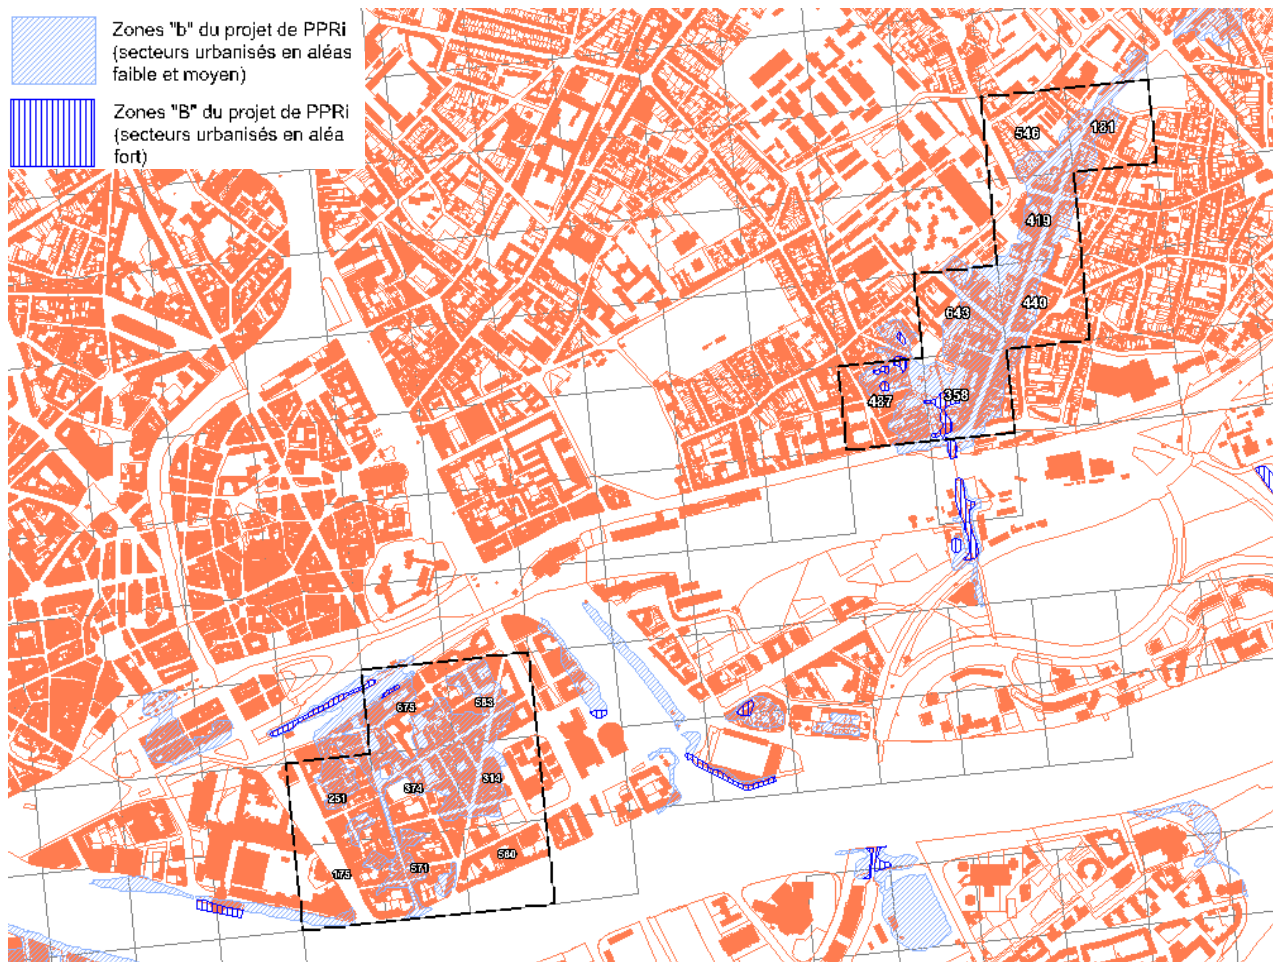 Zones "b" du projet de PPRi
(secteurs urbanisés en aléas
faible et moyen)
Zones "B" du projet de PPRi
(secteurs urbanisés en aléa
fort)
546
181
419
440
643
358
487
675
583
314
374
251
175
571
560